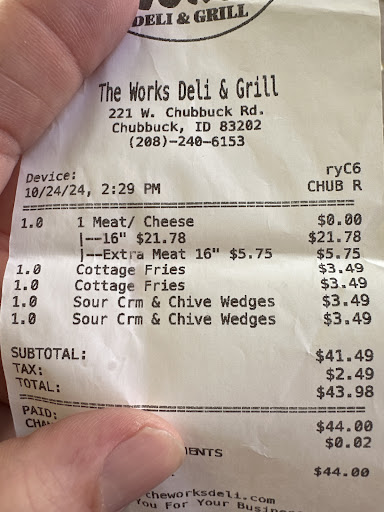 DELI & GRILL
The Works Deli & Grill
221 W. Chubbuck Rd.
Chubbuck, ID 83202
(208)-240-6153
Device: ryC6
10/24/24, 2:29 PM CHUB R
1.0 1 Meat/ Cheese $0.00
|--16" $21.78 $21.78
|--Extra Meat 16" $5.75 $5.75
1.0 Cottage Fries $3.49
1.0 Cottage Fries $3.49
1.0 Sour Crm & Chive Wedges $3.49
1.0 Sour Crm & Chive Wedges $3.49
SUBTOTAL: $41.49
TAX: $2.49
TOTAL: $43.98
PAID: $44.00
CHA $0.02
MENTS
$44.00
theworksdeli.com
You For Your Busin